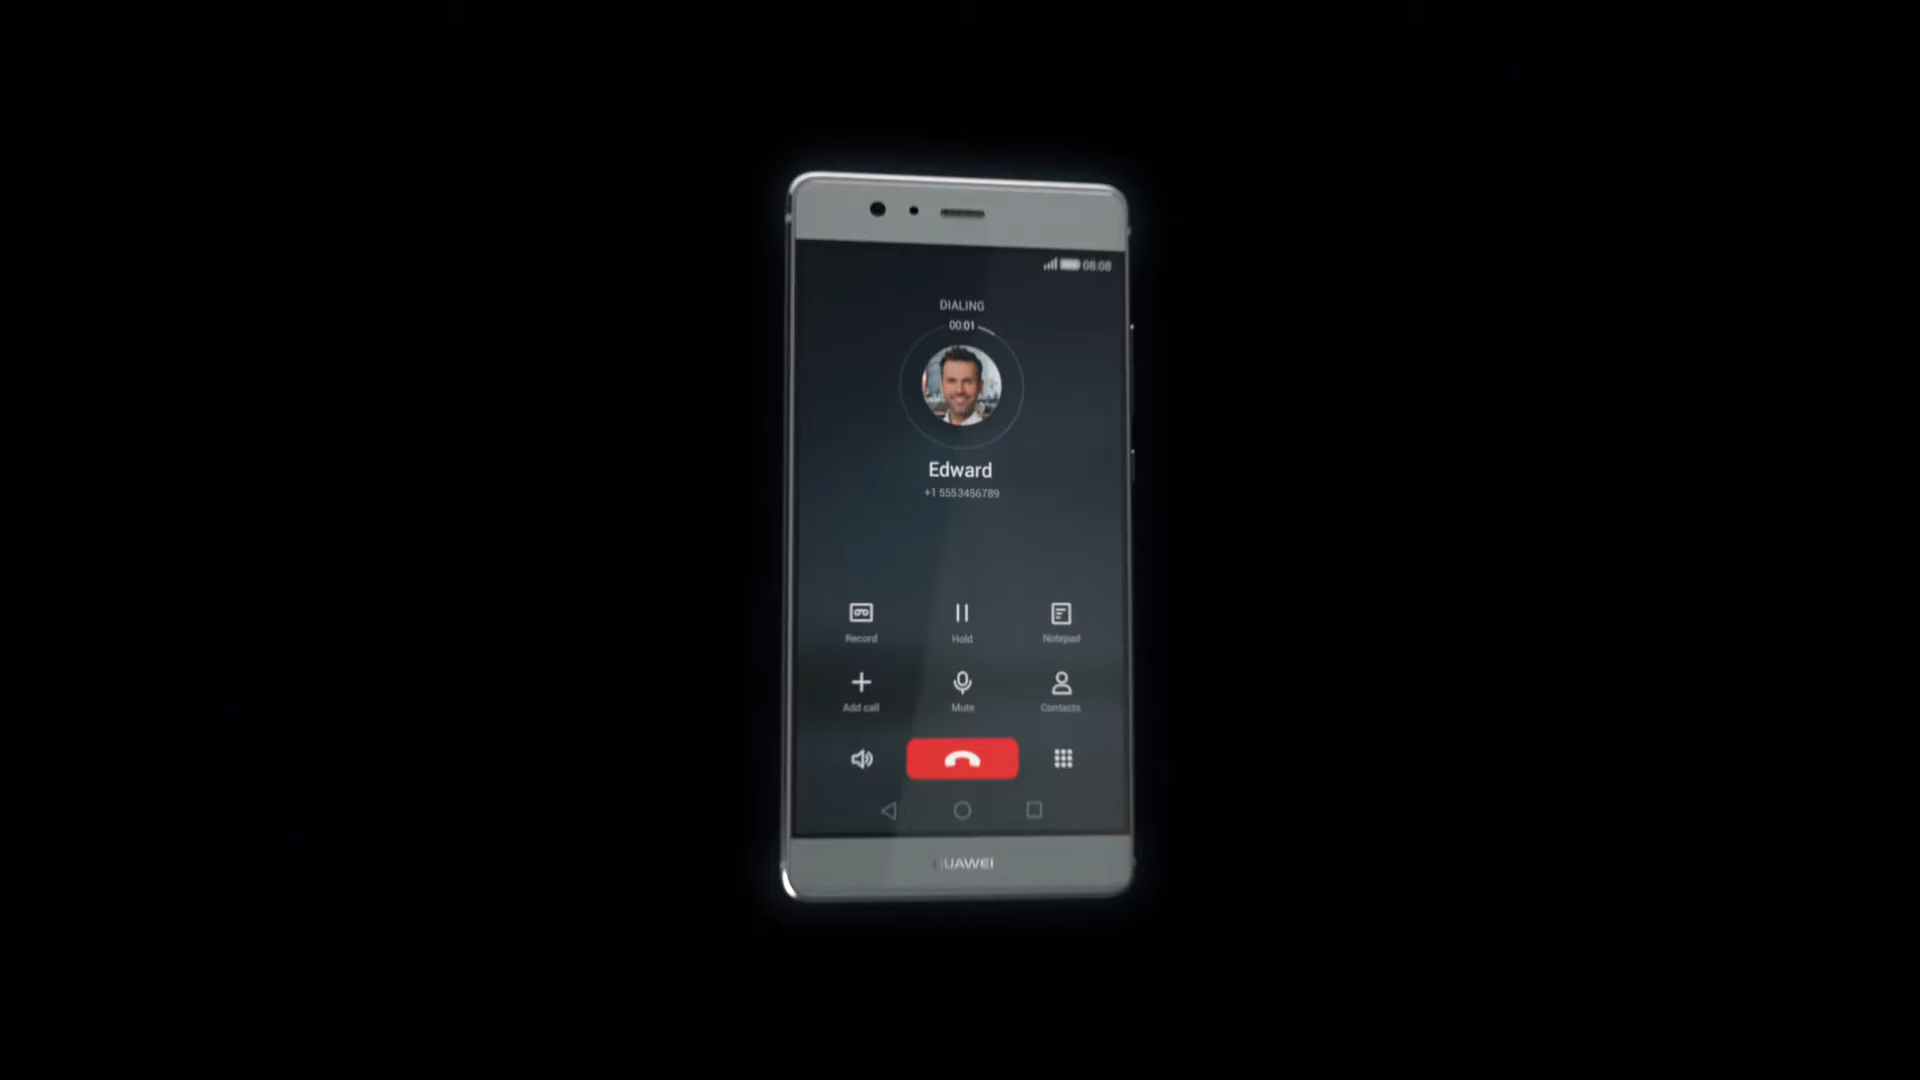 08:08
DIALING
00:01
Edward
+1 5553456789
Record Hold Notepad
Add call Mute Contacts
HUAWEI